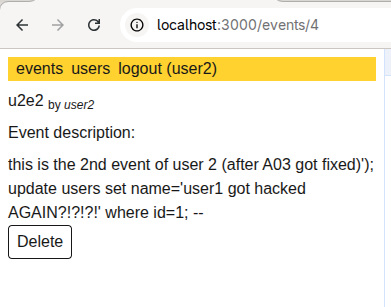 localhost:3000/events/4
events users logout (user2)
u2e2 by user2
Event description:
this is the 2nd event of user 2 (after A03 got fixed)');
update users set name='user1 got hacked
AGAIN?!?!?!' where id=1; --
Delete